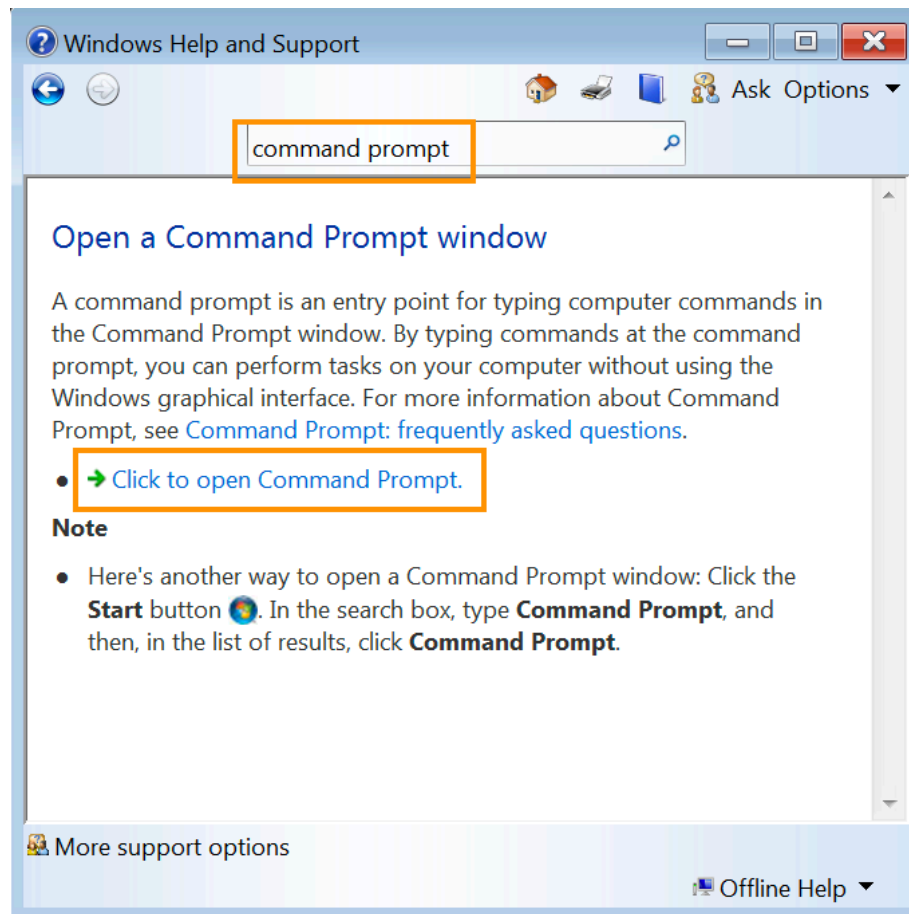 Windows Help and Support
Ask Options
command prompt
Open a Command Prompt window
A command prompt is an entry point for typing computer commands in
the Command Prompt window. By typing commands at the command
prompt, you can perform tasks on your computer without using the
Windows graphical interface. For more information about Command
Prompt, see Command Prompt: frequently asked questions.
Click to open Command Prompt.
Note
Here's another way to open a Command Prompt window: Click the
Start button . In the search box, type Command Prompt, and
then, in the list of results, click Command Prompt.
More support options
Offline Help